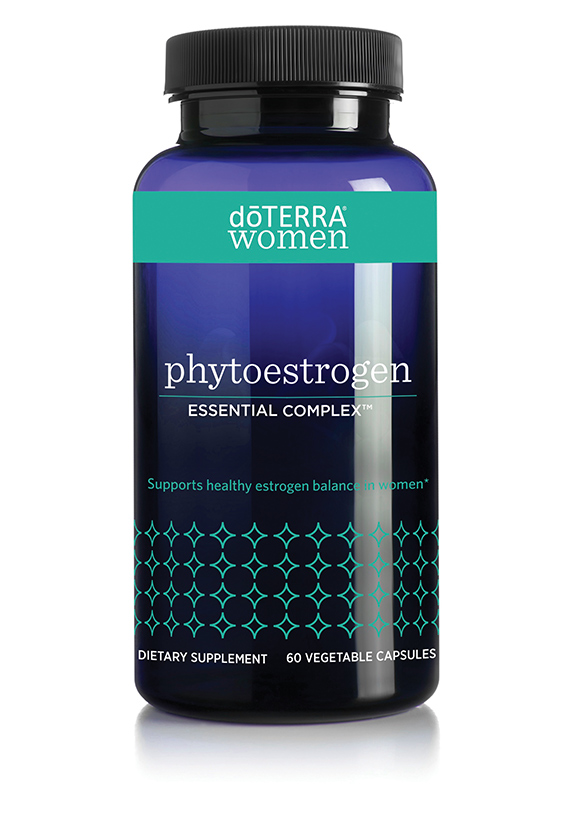 dōTERRA®
women
phytoestrogen
ESSENTIAL COMPLEX™
Supports healthy estrogen balance in women*
DIETARY SUPPLEMENT 60 VEGETABLE CAPSULES